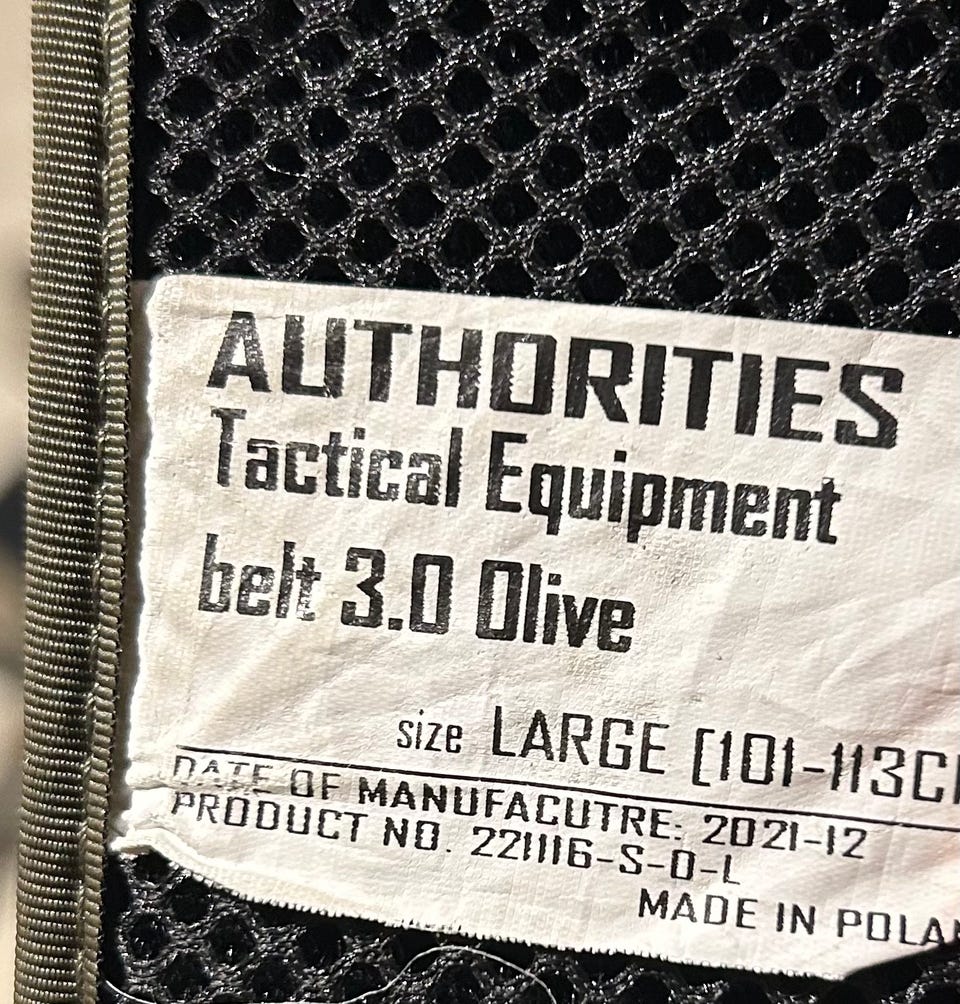 AUTHORITIES
Tactical Equipment
belt 3.0 Olive
size LARGE [101-113C
DATE OF MANUFACUTRE: 2021-12
PRODUCT NO. 221116-S-O-L
MADE IN POLA